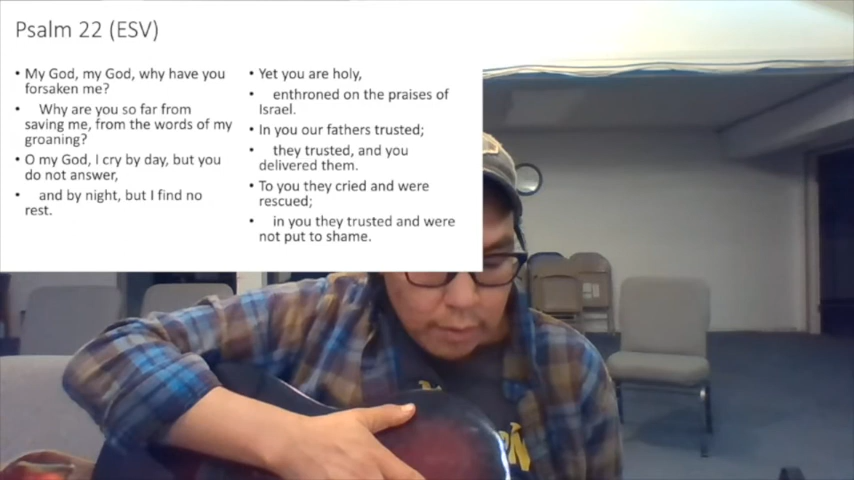 Psalm 22 (ESV)
• My God, my God, why have you
forsaken me?
• Why are you so far from
saving me, from the words of my
groaning?
• O my God, I cry by day, but you
do not answer,
• and by night, but I find no
rest.
• Yet you are holy,
• enthroned on the praises of
Israel.
• In you our fathers trusted;
• they trusted, and you
delivered them.
• To you they cried and were
rescued;
• in you they trusted and were
not put to shame.